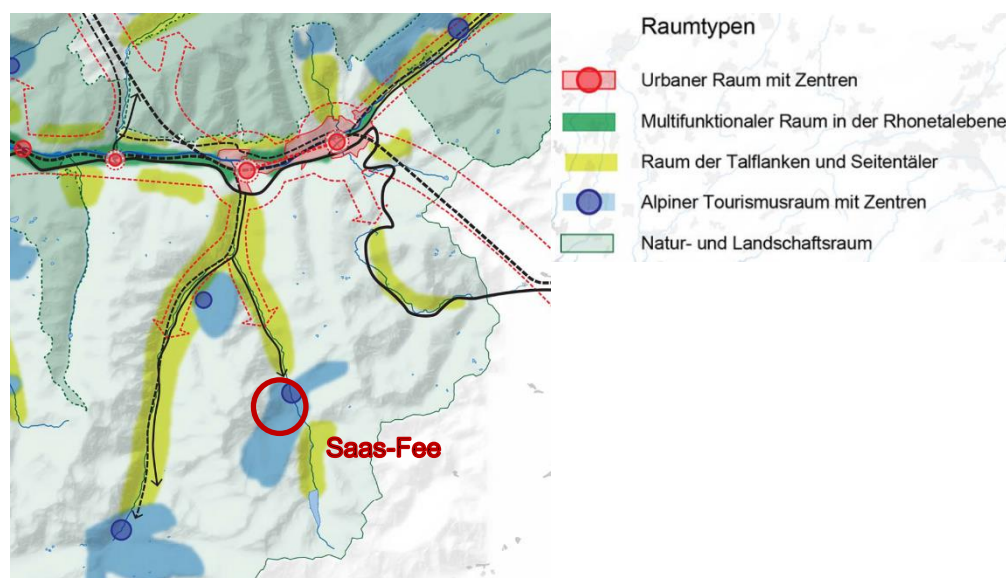 Raumtypen
Urbaner Raum mit Zentren
Multifunktionaler Raum in der Rhonetalebene
Raum der Talflanken und Seitentäler
Alpiner Tourismusraum mit Zentren
Natur- und Landschaftsraum
Saas-Fee